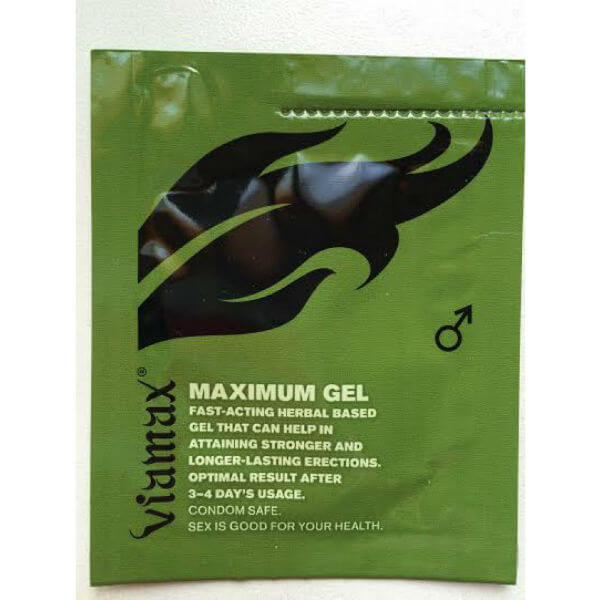 viamax®
MAXIMUM GEL
FAST-ACTING HERBAL BASED
GEL THAT CAN HELP IN
ATTAINING STRONGER AND
LONGER-LASTING ERECTIONS.
OPTIMAL RESULT AFTER
3-4 DAY'S USAGE.
CONDOM SAFE.
SEX IS GOOD FOR YOUR HEALTH.